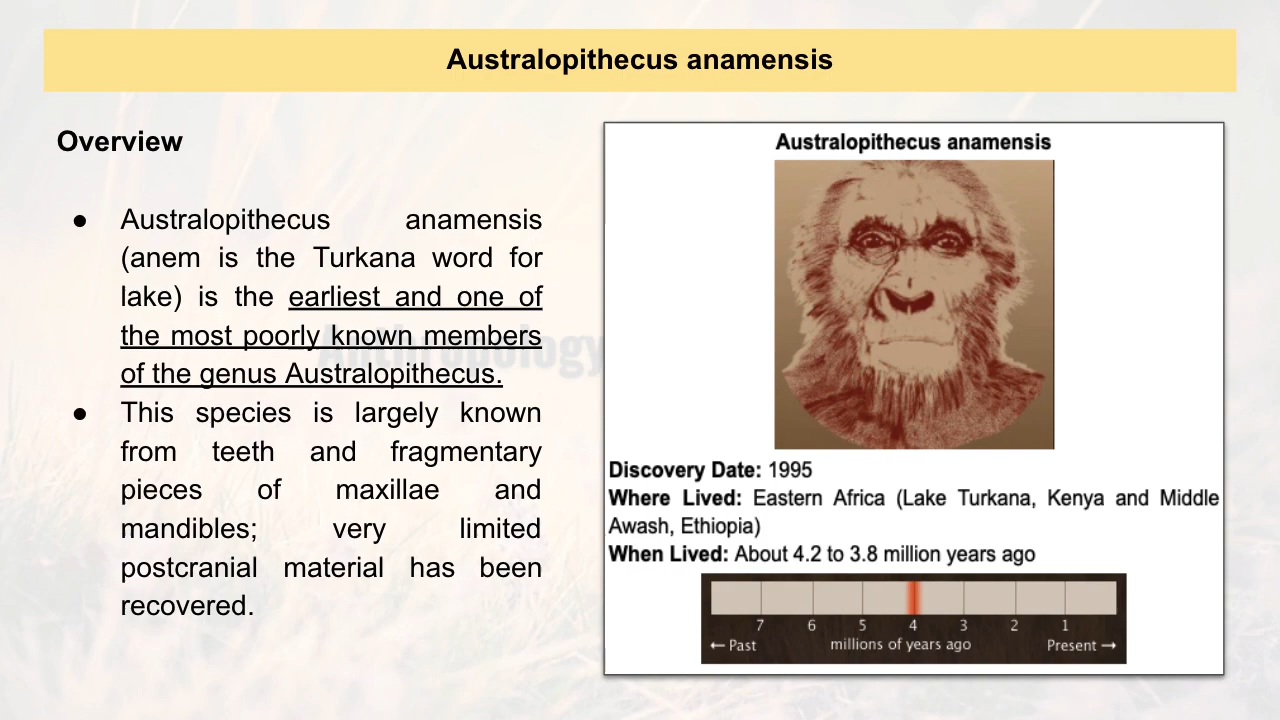 Australopithecus anamensis
Overview
● Australopithecus anamensis
(anem is the Turkana word for
lake) is the earliest and one of
the most poorly known members
of the genus Australopithecus.
● This species is largely known
from teeth and fragmentary
pieces of maxillae and
mandibles; very limited
postcranial material has been
recovered.
Anthropology
Australopithecus anamensis
Discovery Date: 1995
Where Lived: Eastern Africa (Lake Turkana, Kenya and Middle
Awash, Ethiopia)
When Lived: About 4.2 to 3.8 million years ago
7 6 5 4 3 2 1
← Past millions of years ago Present →